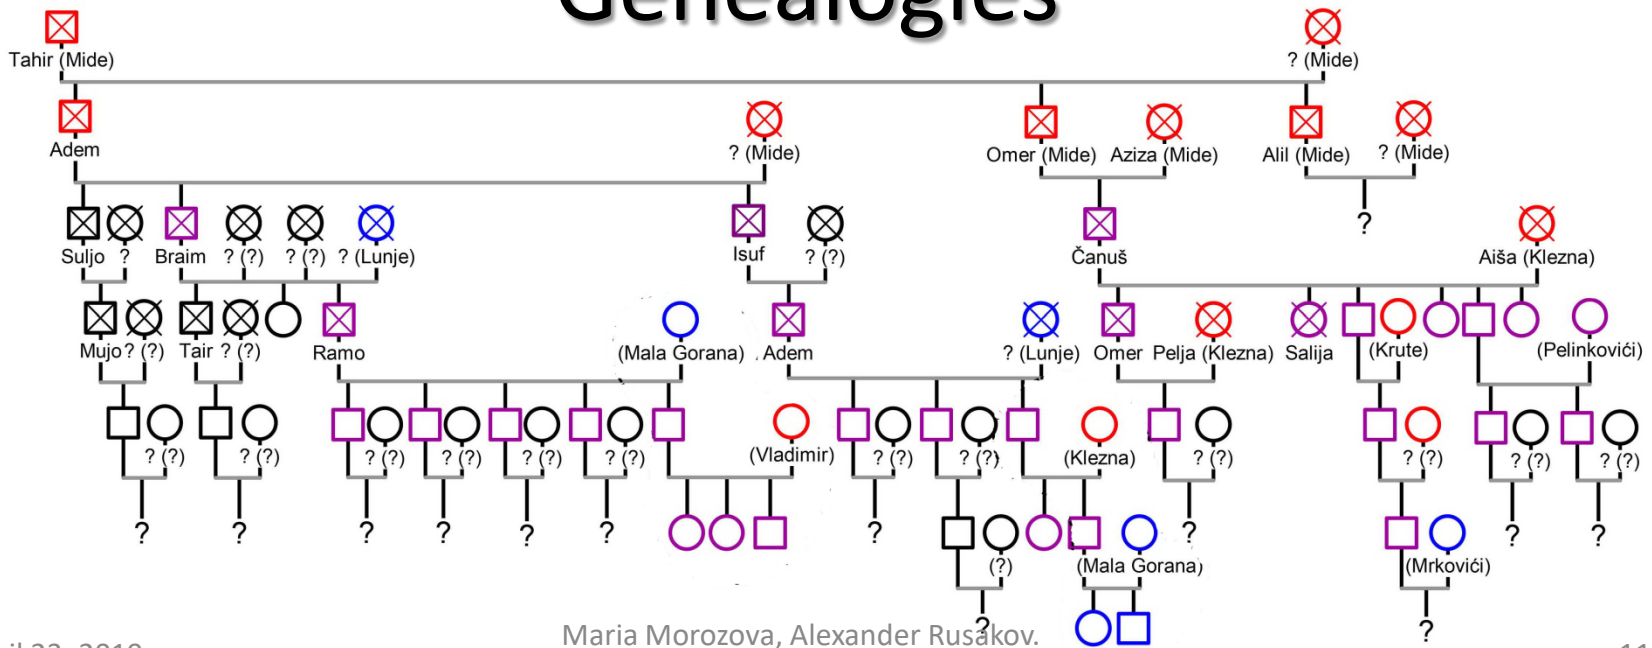 Genealogies
Tahir (Mide) ? (Mide)
Adem ? (Mide) Omer (Mide) Aziza (Mide) Alil (Mide) ? (Mide)
?
Suljo ? Braim ? (?) ? (?) ? (Lunje) Isuf ? (?) Čanuš Aiša (Klezna)
Mujo ? (?) Tair ? (?) Ramo (Mala Gorana) Adem ? (Lunje) Omer Pelja (Klezna) Salija (Krute) (Pelinkovići)
? (?) ? (?) ? (?) ? (?) ? (?) ? (?) (Vladimir) ? (?) ? (?) (Klezna) ? (?) ? (?) ? (?) ? (?)
? ? ? ? ? ? ? ? ? ?
(?) (Mala Gorana) (Mrkovići)
? ?
Maria Morozova, Alexander Rusakov.